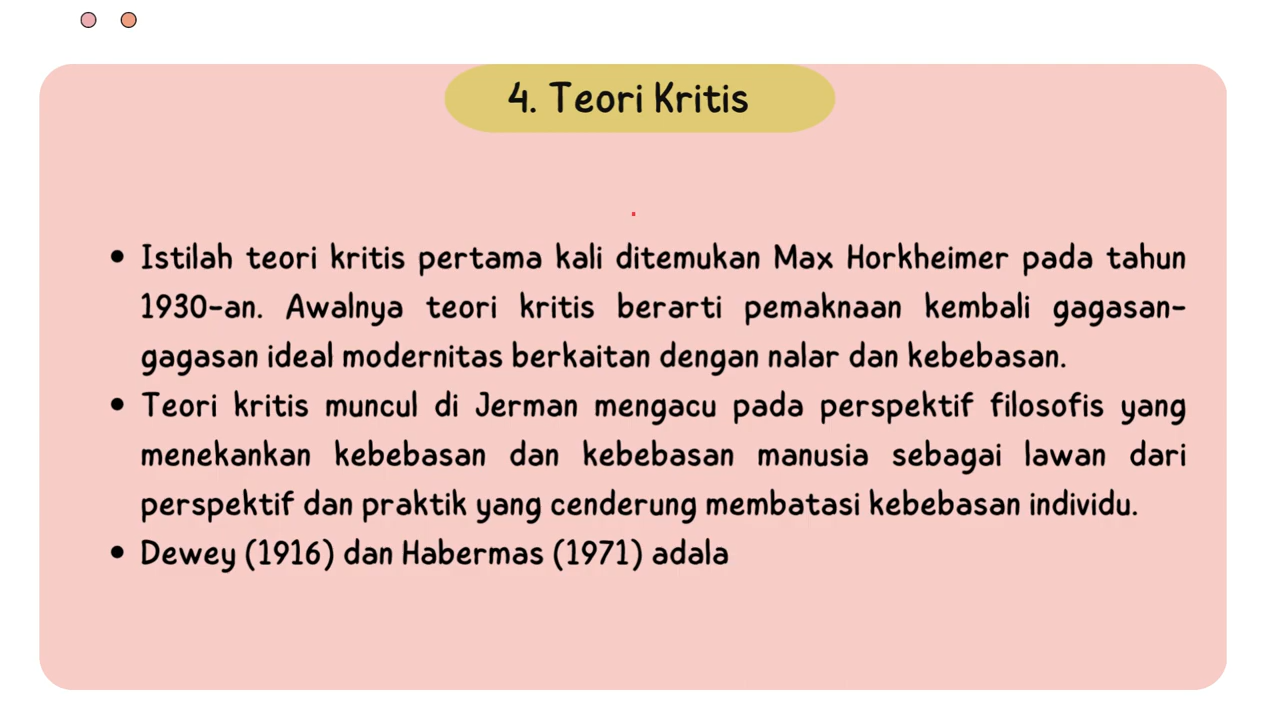 4. Teori Kritis
• Istilah teori kritis pertama kali ditemukan Max Horkheimer pada tahun
1930-an. Awalnya teori kritis berarti pemaknaan kembali gagasan-
gagasan ideal modernitas berkaitan dengan nalar dan kebebasan.
• Teori kritis muncul di Jerman mengacu pada perspektif filosofis yang
menekankan kebebasan dan kebebasan manusia sebagai lawan dari
perspektif dan praktik yang cenderung membatasi kebebasan individu.
• Dewey (1916) dan Habermas (1971) adala